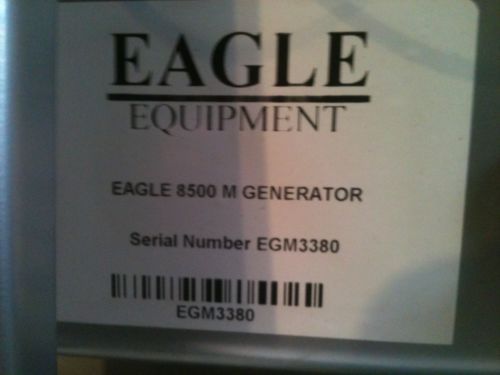 EAGLE
EQUIPMENT
EAGLE 8500 M GENERATOR
Serial Number EGM3380
EGM3380